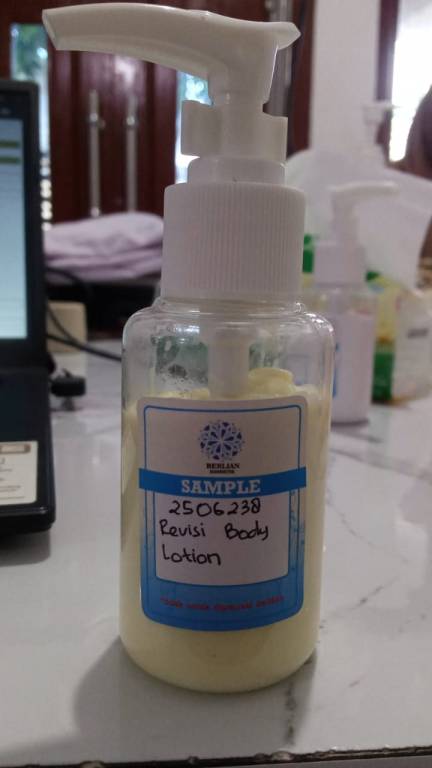 BERLIAN
SAMPLE
2506238
Revisi Body
Lotion